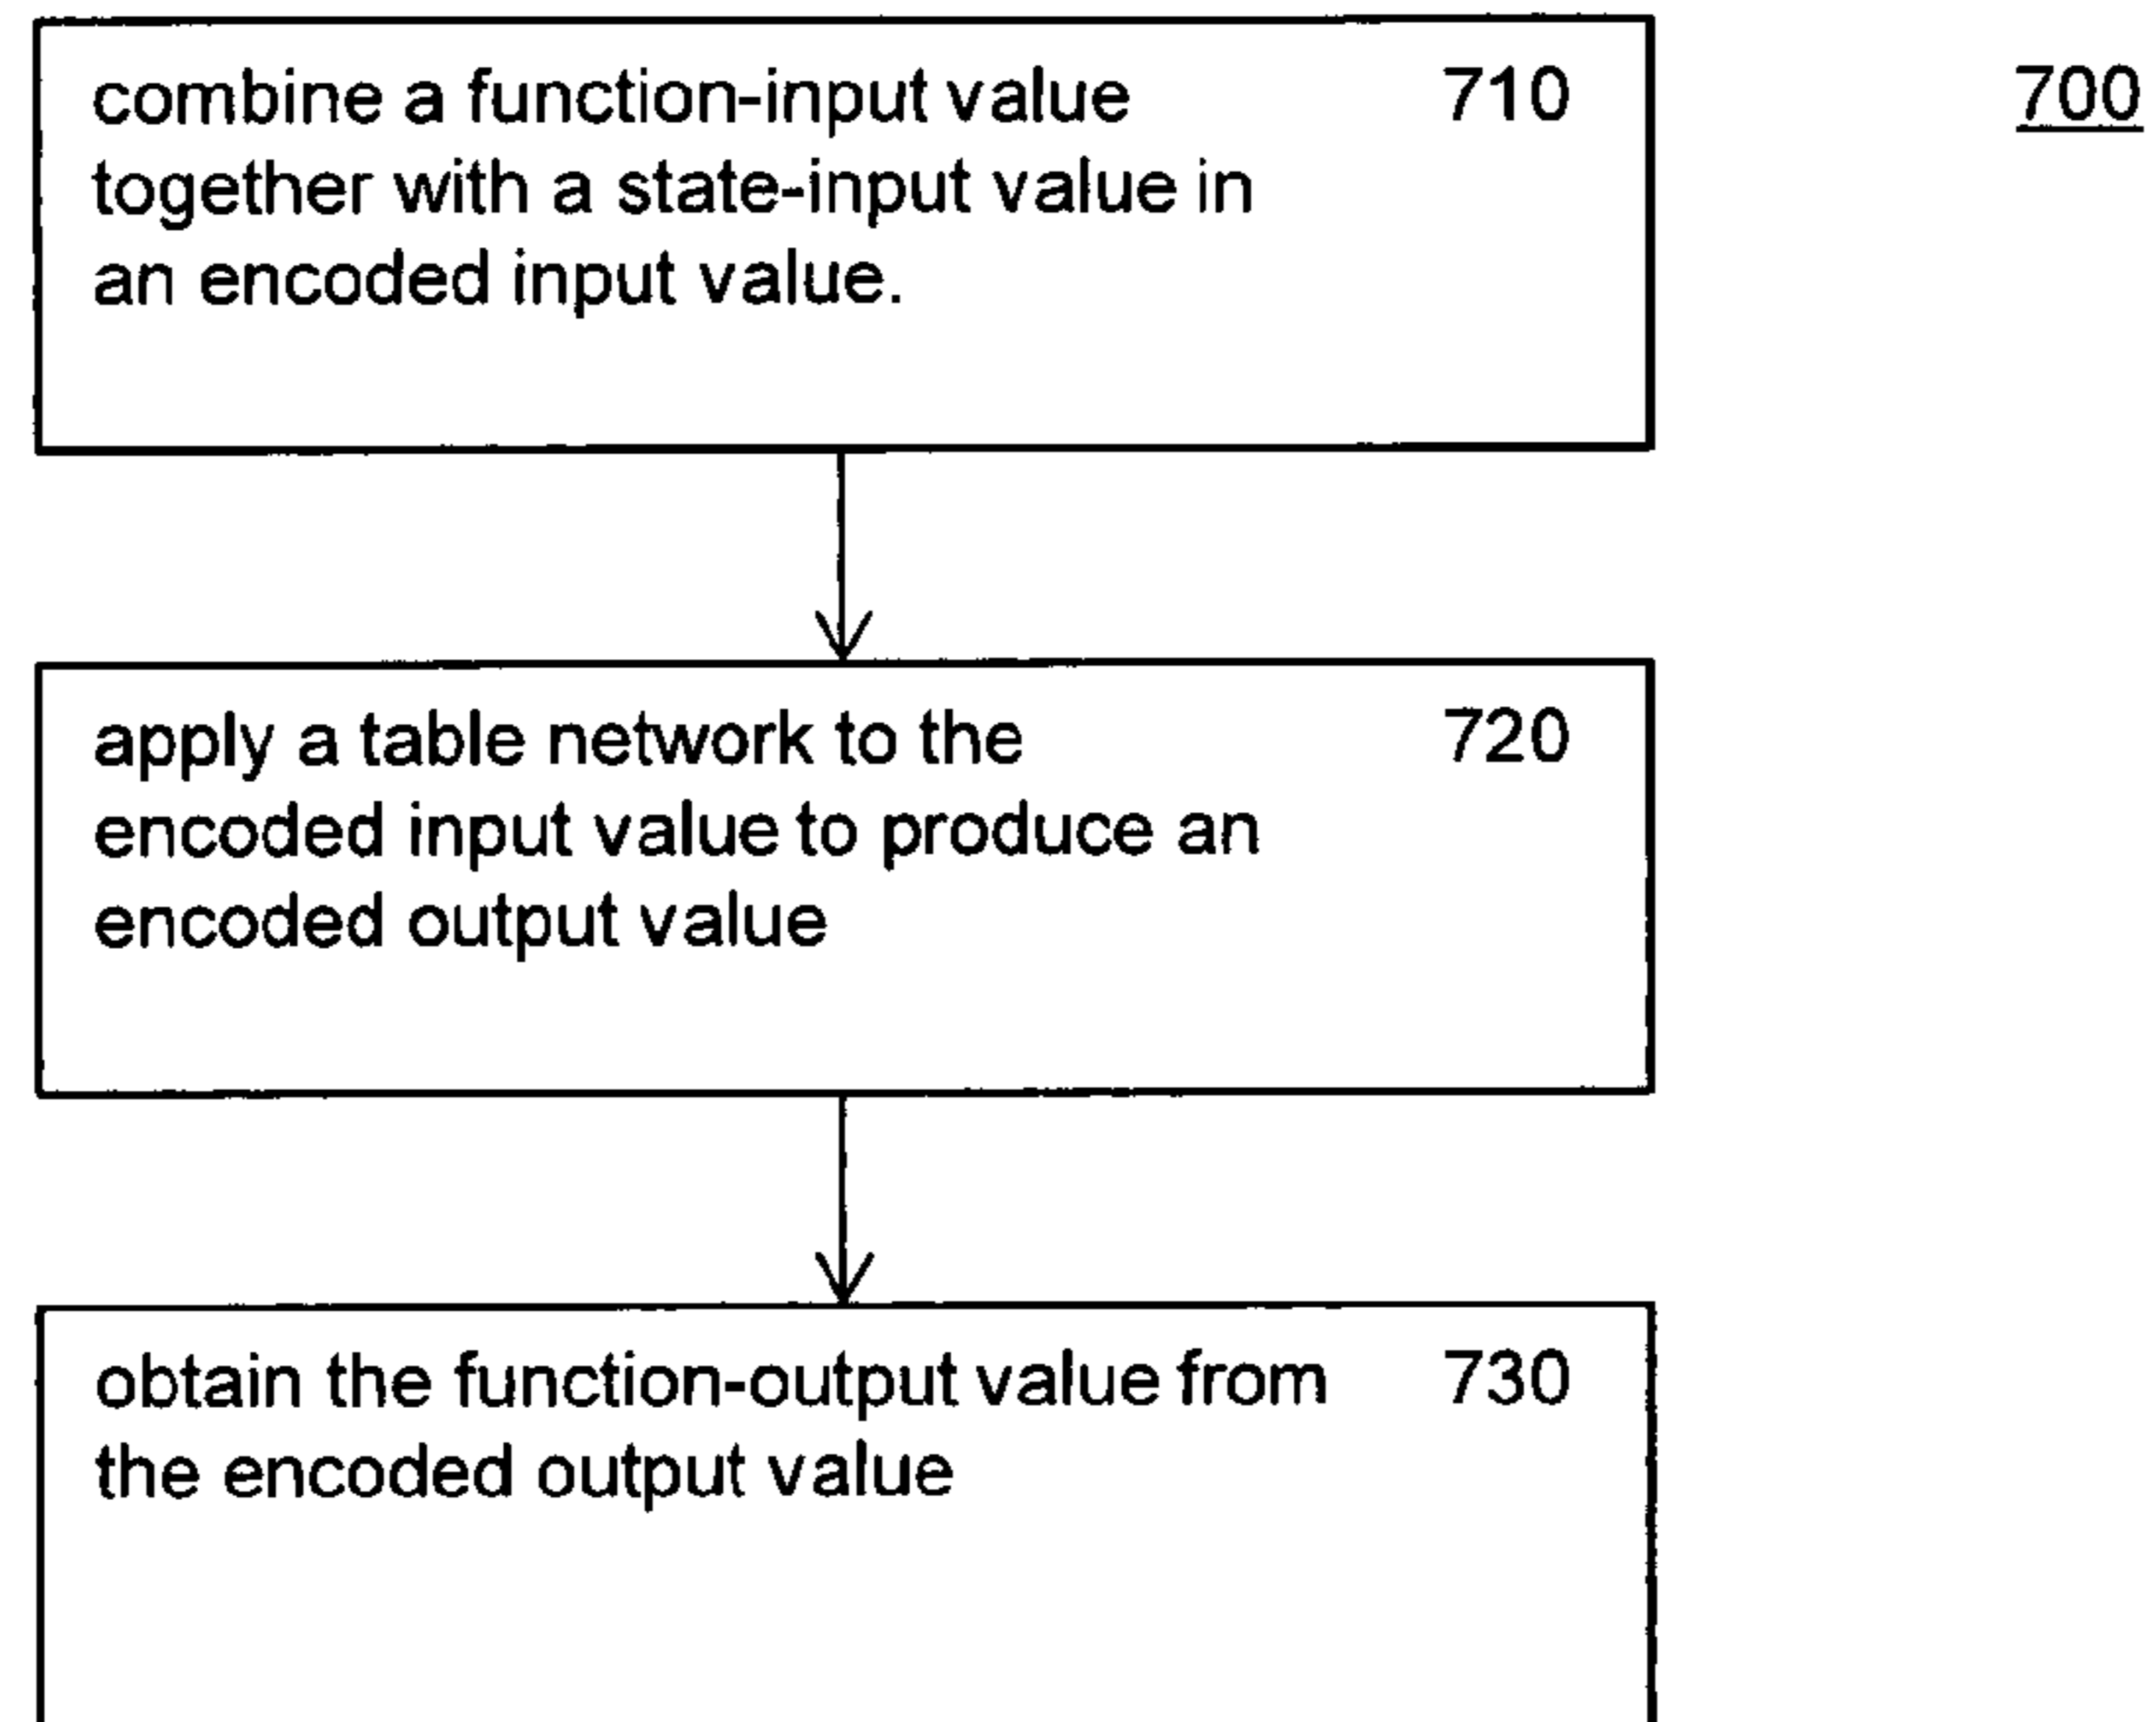 combine a function-input value 710
together with a state-input value in
an encoded input value.
700
apply a table network to the 720
encoded input value to produce an
encoded output value
obtain the function-output value from 730
the encoded output value